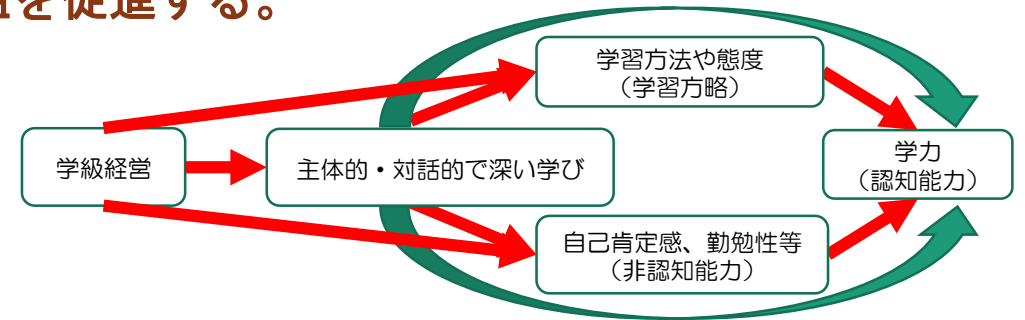 を促進する。
学習方法や態度
（学習方略）
学級経営
主体的・対話的で深い学び
学力
（認知能力）
自己肯定感、勤勉性等
（非認知能力）